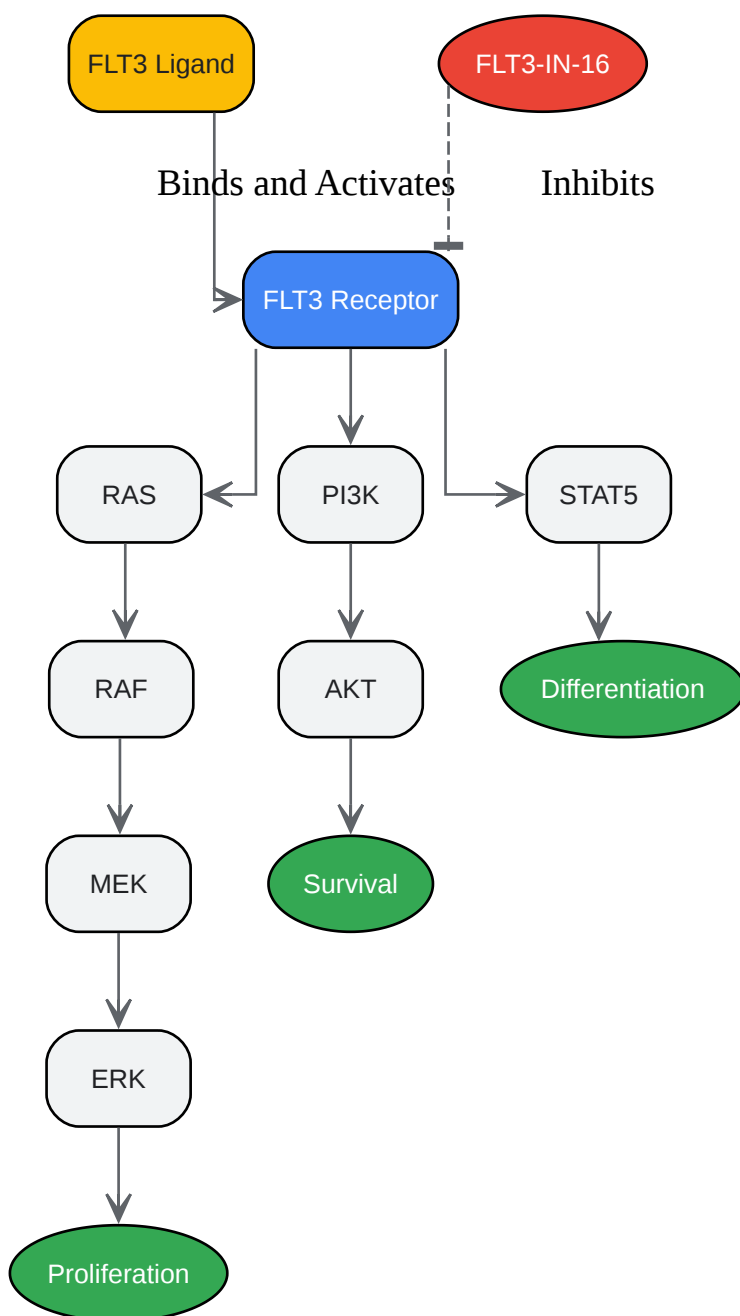 FLT3 Ligand
FLT3-IN-16
Binds and Activates
Inhibits
FLT3 Receptor
RAS
PI3K
STAT5
RAF
AKT
Differentiation
MEK
Survival
ERK
Proliferation